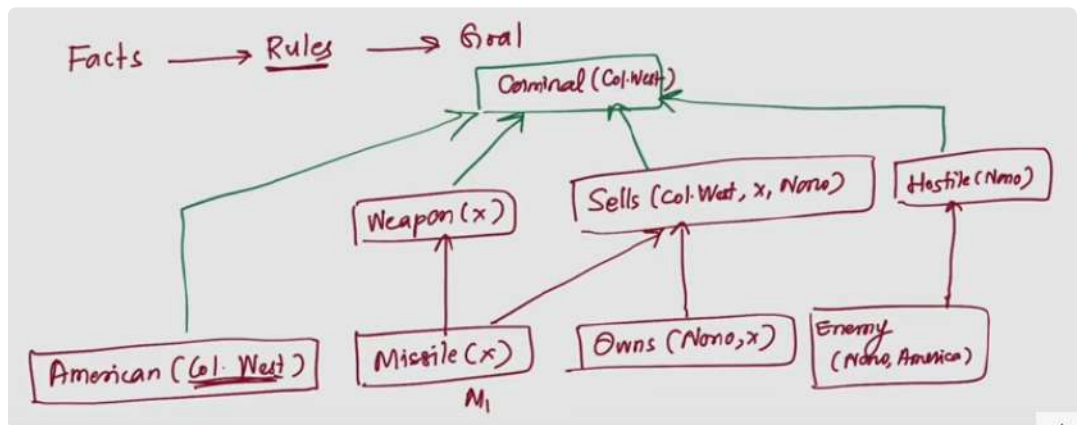 Facts → Rules → Goal
Criminal (Col. West)
Weapon (x)
Sells (Col. West, x, Nono)
Hostile (Nono)
American (Col. West)
Missile (x)
M1
Owns (Nono, x)
Enemy
(Nono, America)